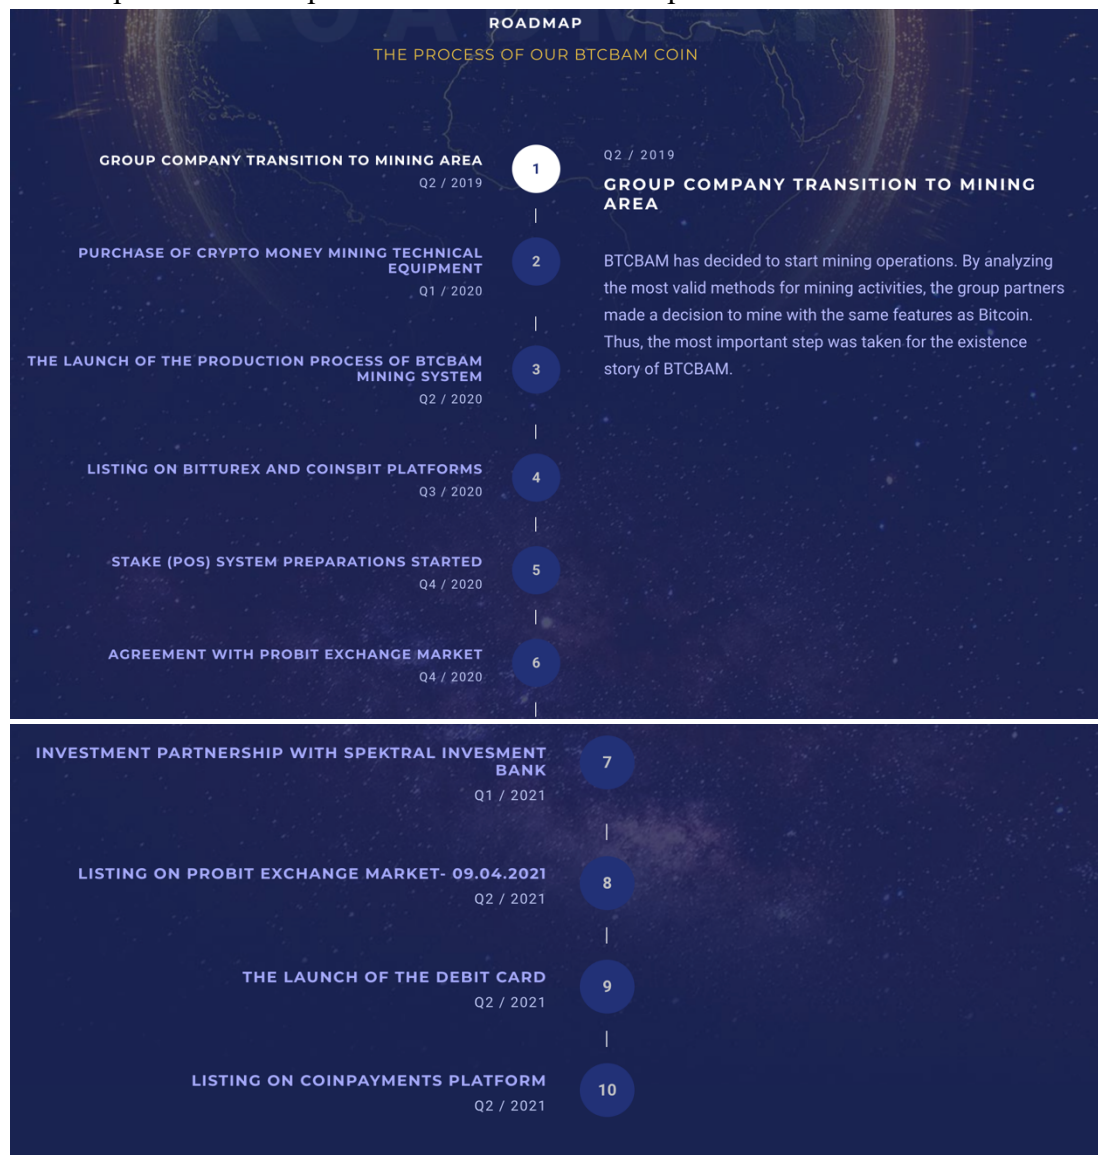 ROADMAP
THE PROCESS OF OUR BTCBAM COIN
GROUP COMPANY TRANSITION TO MINING AREA
Q2 / 2019
1
PURCHASE OF CRYPTO MONEY MINING TECHNICAL
EQUIPMENT
Q1 / 2020
2
THE LAUNCH OF THE PRODUCTION PROCESS OF BTCBAM
MINING SYSTEM
Q2 / 2020
3
LISTING ON BITTUREX AND COINSBIT PLATFORMS
Q3 / 2020
4
STAKE (POS) SYSTEM PREPARATIONS STARTED
Q4 / 2020
5
AGREEMENT WITH PROBIT EXCHANGE MARKET
Q4 / 2020
6
Q2 / 2019
GROUP COMPANY TRANSITION TO MINING
AREA
BTCBAM has decided to start mining operations. By analyzing
the most valid methods for mining activities, the group partners
made a decision to mine with the same features as Bitcoin.
Thus, the most important step was taken for the existence
story of BTCBAM.
INVESTMENT PARTNERSHIP WITH SPEKTRAL INVESMENT
BANK
Q1 / 2021
7
LISTING ON PROBIT EXCHANGE MARKET- 09.04.2021
Q2 / 2021
8
THE LAUNCH OF THE DEBIT CARD
Q2 / 2021
9
LISTING ON COINPAYMENTS PLATFORM
Q2 / 2021
10